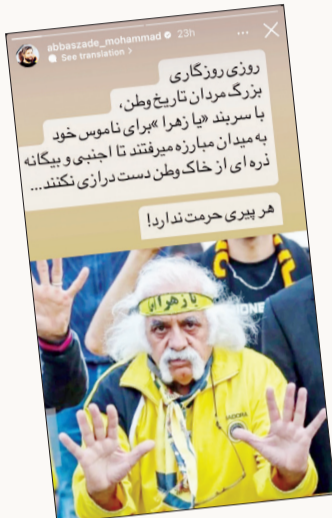 abbaszade_mohammad 23h
See translation >
روزی روزگاری
بزرگ مردان تاریخ وطن،
با سربند «یا زهرا »برای ناموس خود
به میدان مبارزه میرفتند تا اجنبی و بیگانه
ذره ای از خاک وطن دست درازی نکنند...
هر پیری حرمت ندارد!
یا زهرا
DIADORA